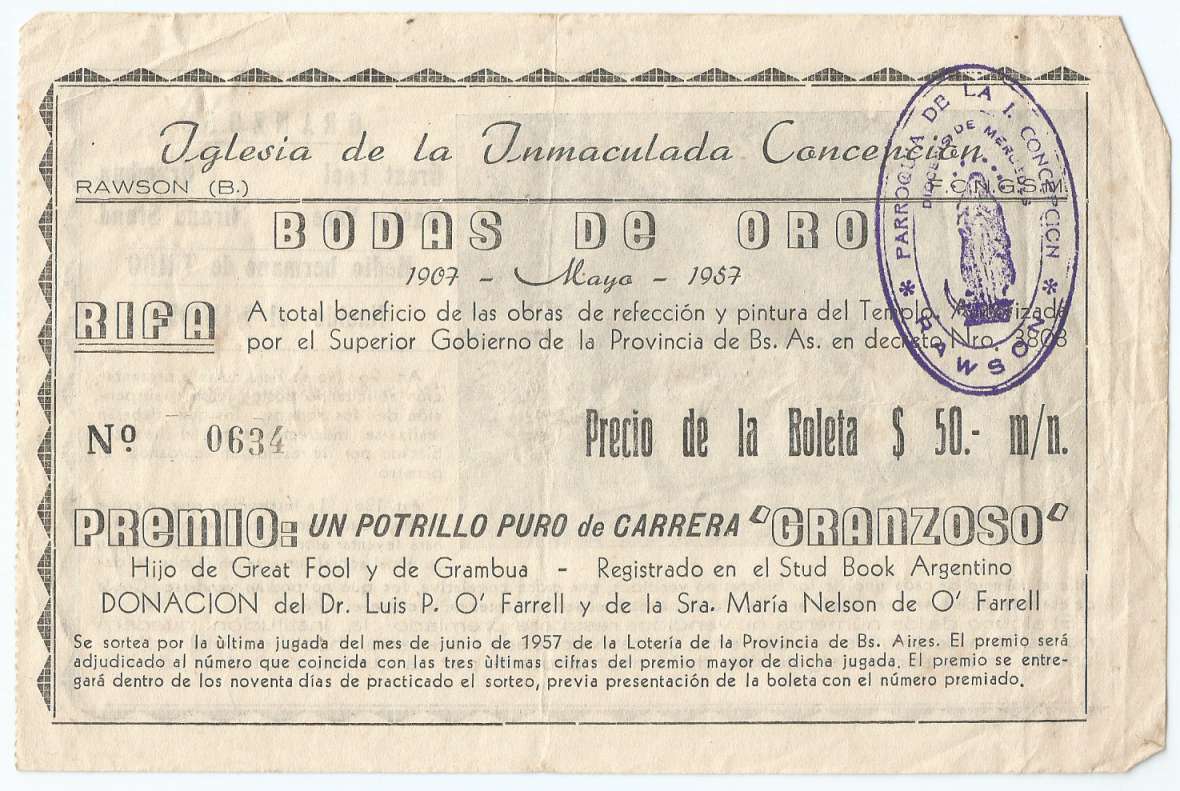 Iglesia de la Inmaculada Concepción
RAWSON (B.) F.C.N.G.S.M.
BODAS DE ORO
1907 - Mayo - 1957
RIFA
A total beneficio de las obras de refección y pintura del Templo. Autorizada
por el Superior Gobierno de la Provincia de Bs. As. en decreto Nro. 3803
Nº 0634
Precio de la Boleta $ 50.- m/n.
PREMIO: UN POTRILLO PURO de CARRERA "GRANZOSO"
Hijo de Great Fool y de Grambua - Registrado en el Stud Book Argentino
DONACION del Dr. Luis P. O' Farrell y de la Sra. María Nelson de O' Farrell
Se sortea por la ùltima jugada del mes de junio de 1957 de la Lotería de la Provincia de Bs. Aires. El premio será
adjudicado al número que coincida con las tres ùltimas cifras del premio mayor de dicha jugada. El premio se entre-
gará dentro de los noventa días de practicado el sorteo, previa presentación de la boleta con el número premiado.
PARROQUIA DE LA I. CONCEPCION
DIOCESIS DE MERCEDES
* RAWSON *